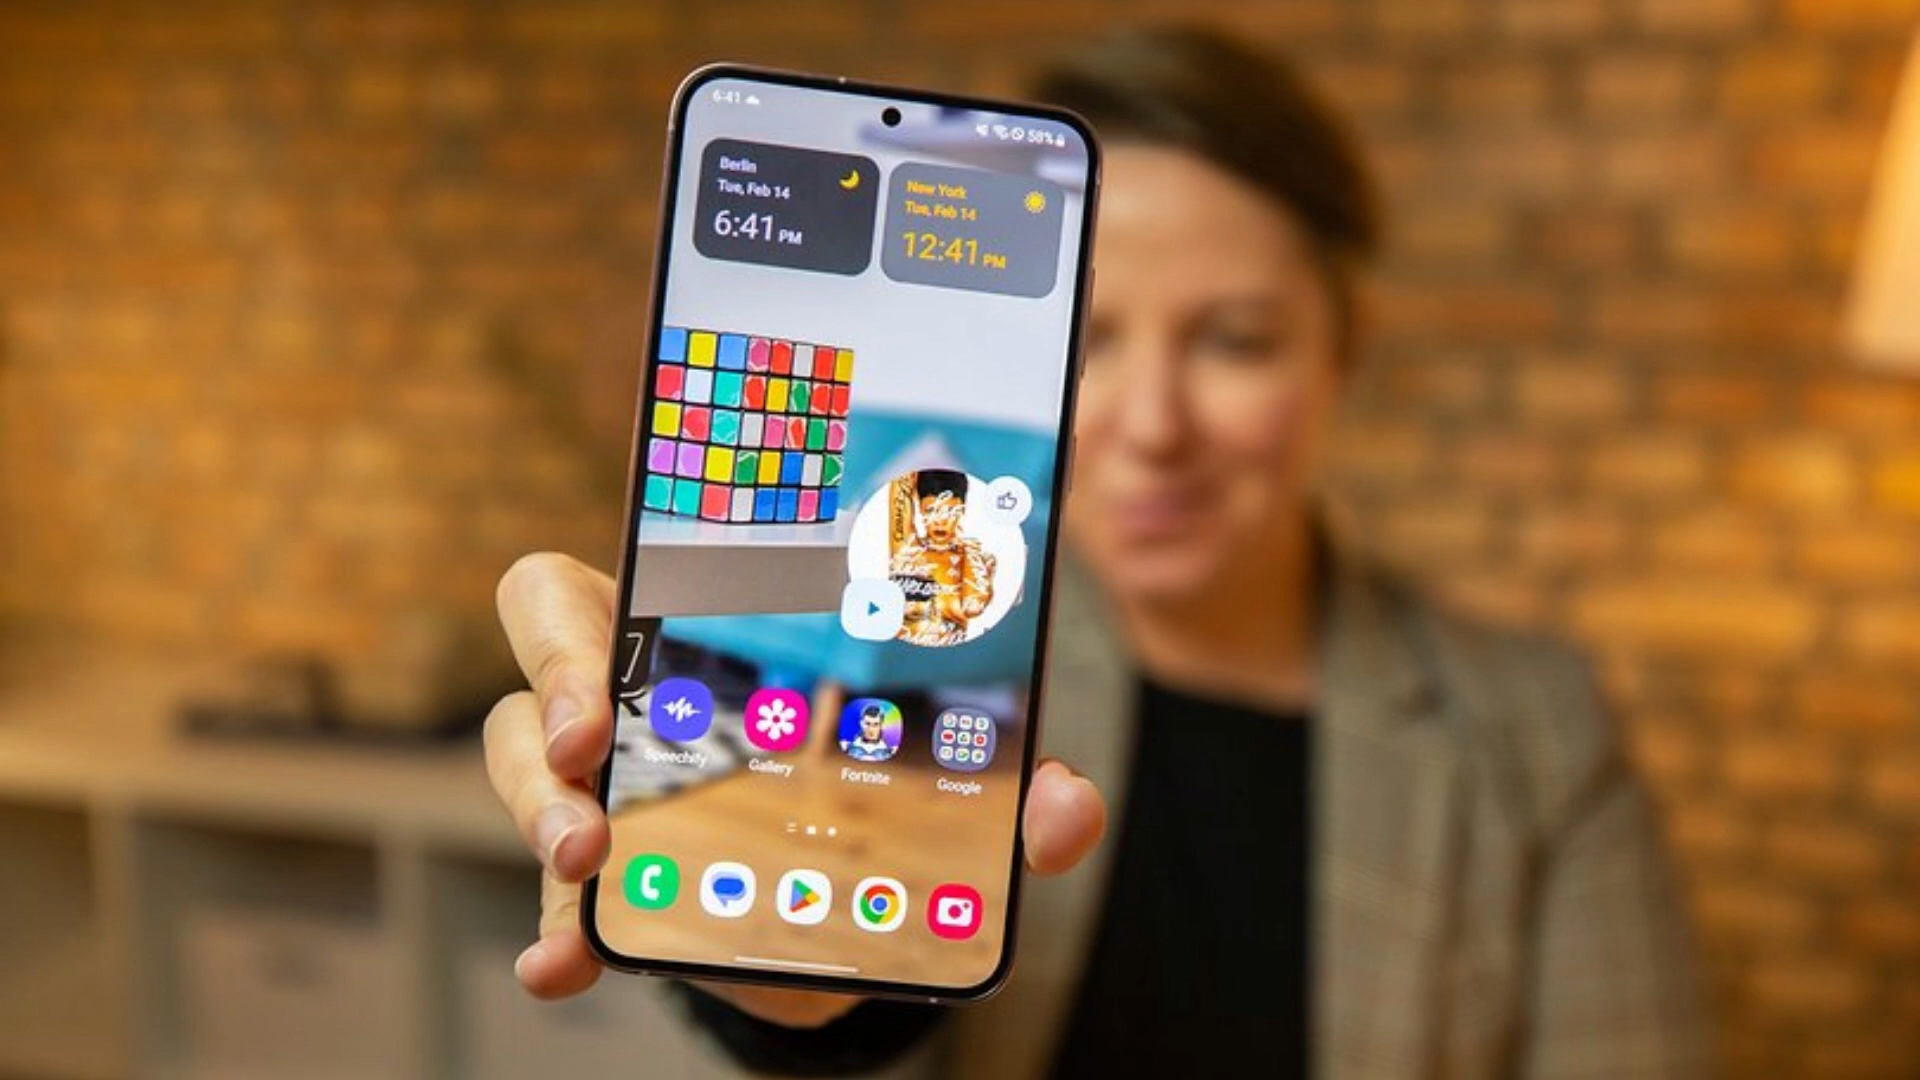 6:41
58%
Berlin
Tue, Feb 14
6:41 PM
New York
Tue, Feb 14
12:41 PM
7
Speechify
Gallery
Fortnite
Google